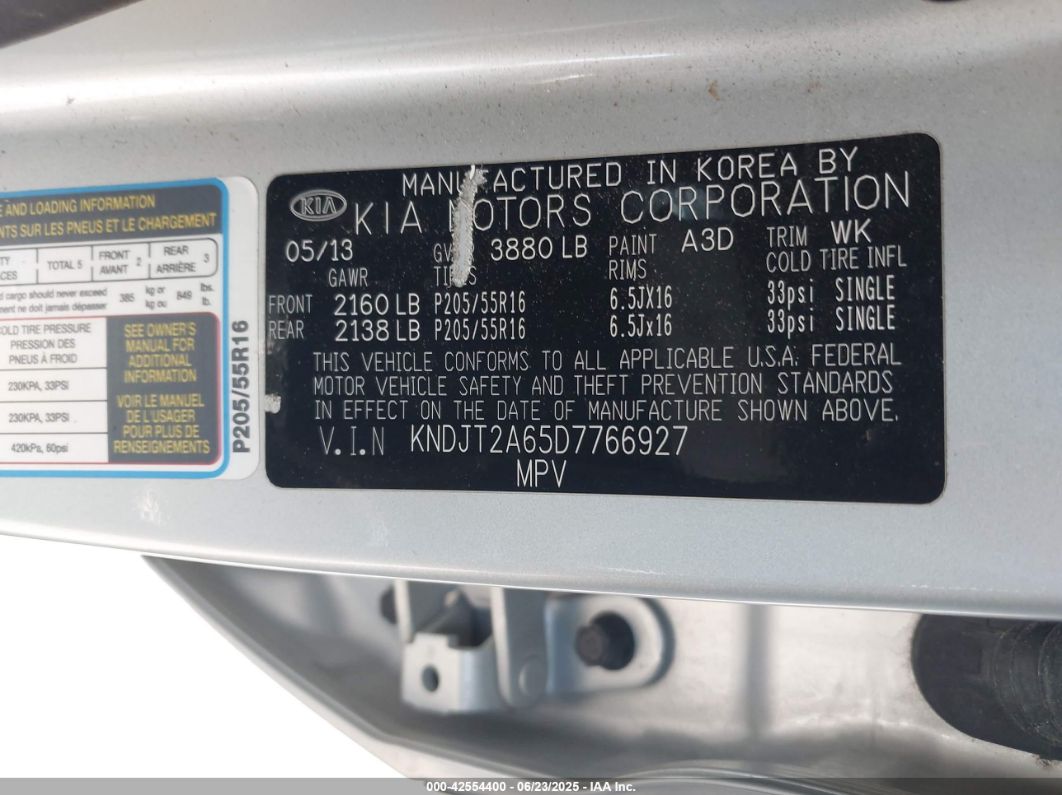 E AND LOADING INFORMATION
NTS SUR LES PNEUS ET LE CHARGEMENT
TOTAL 5 FRONT AVANT 2 REAR ARRIÈRE 3
d cargo should never exceed 385 kg or 849 lbs.
ment ne doit jamais dépasser kg ou lb.
COLD TIRE PRESSURE
PRESSION DES
PNEUS À FROID
230KPA, 33PSI
230KPA, 33PSI
420kPa, 60psi
SEE OWNER'S
MANUAL FOR
ADDITIONAL
INFORMATION
VOIR LE MANUEL
DE L'USAGER
POUR PLUS DE
RENSEIGNEMENTS
P205/55R16
MANUFACTURED IN KOREA BY
KIA KIA MOTORS CORPORATION
05/13 GV 3880 LB PAINT A3D TRIM WK
GAWR TIRES RIMS COLD TIRE INFL
FRONT 2160 LB P205/55R16 6.5JX16 33psi SINGLE
REAR 2138 LB P205/55R16 6.5Jx16 33psi SINGLE
THIS VEHICLE CONFORMS TO ALL APPLICABLE U.S.A. FEDERAL
MOTOR VEHICLE SAFETY AND THEFT PREVENTION STANDARDS
IN EFFECT ON THE DATE OF MANUFACTURE SHOWN ABOVE.
V.I.N KNDJT2A65D7766927
MPV
000-42554400 - 06/23/2025 - IAA Inc.